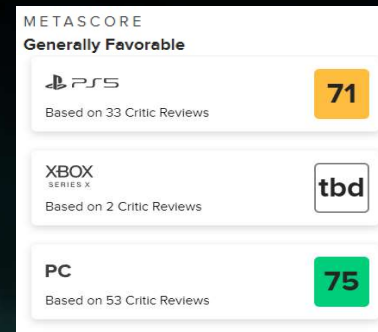 METASCORE
Generally Favorable
PS5
71
Based on 33 Critic Reviews
XBOX
SERIES X
tbd
Based on 2 Critic Reviews
PC
75
Based on 53 Critic Reviews